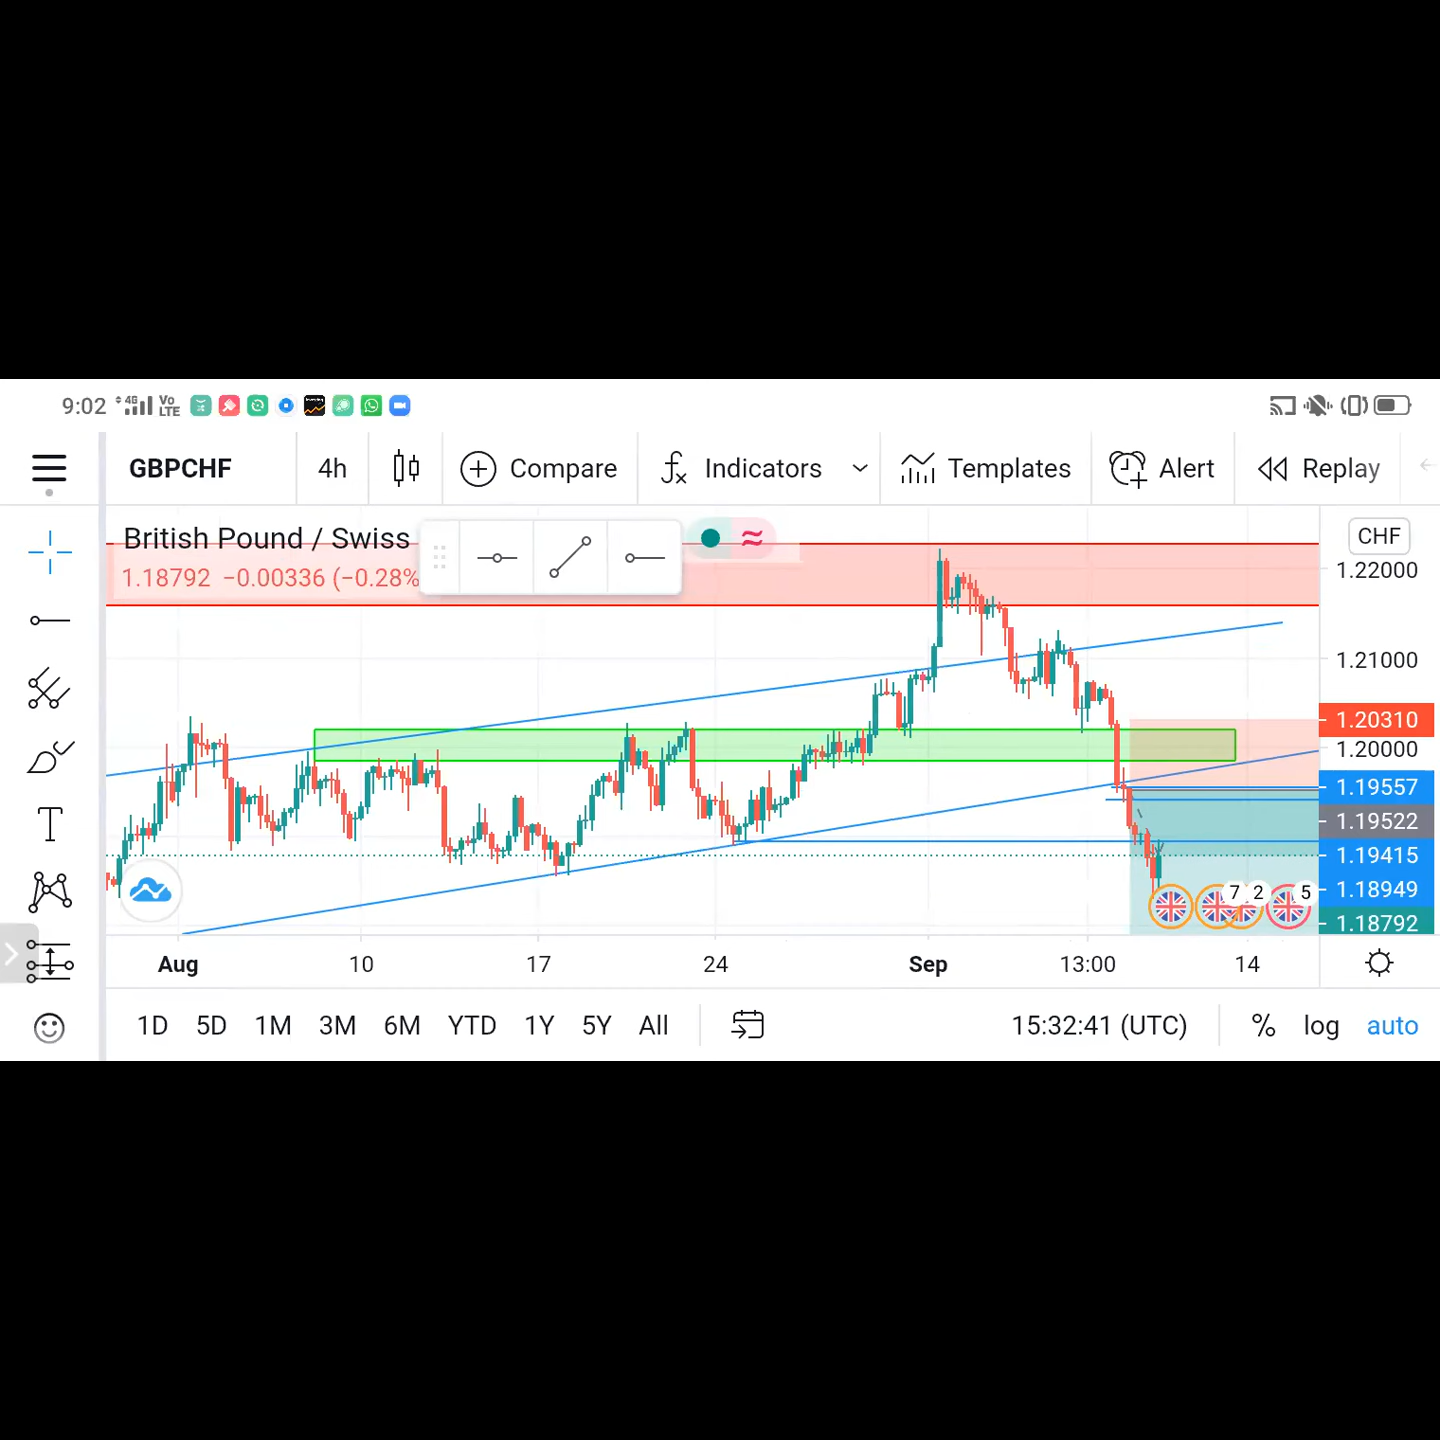 9:02 4G Vo LTE
GBPCHF 4h Compare Indicators Templates Alert Replay
British Pound / Swiss CHF
1.18792 −0.00336 (−0.28%
1.22000
1.21000
1.20310
1.20000
1.19557
1.19522
1.19415
1.18949
1.18792
7 2 5
Aug 10 17 24 Sep 13:00 14
1D 5D 1M 3M 6M YTD 1Y 5Y All 15:32:41 (UTC) % log auto